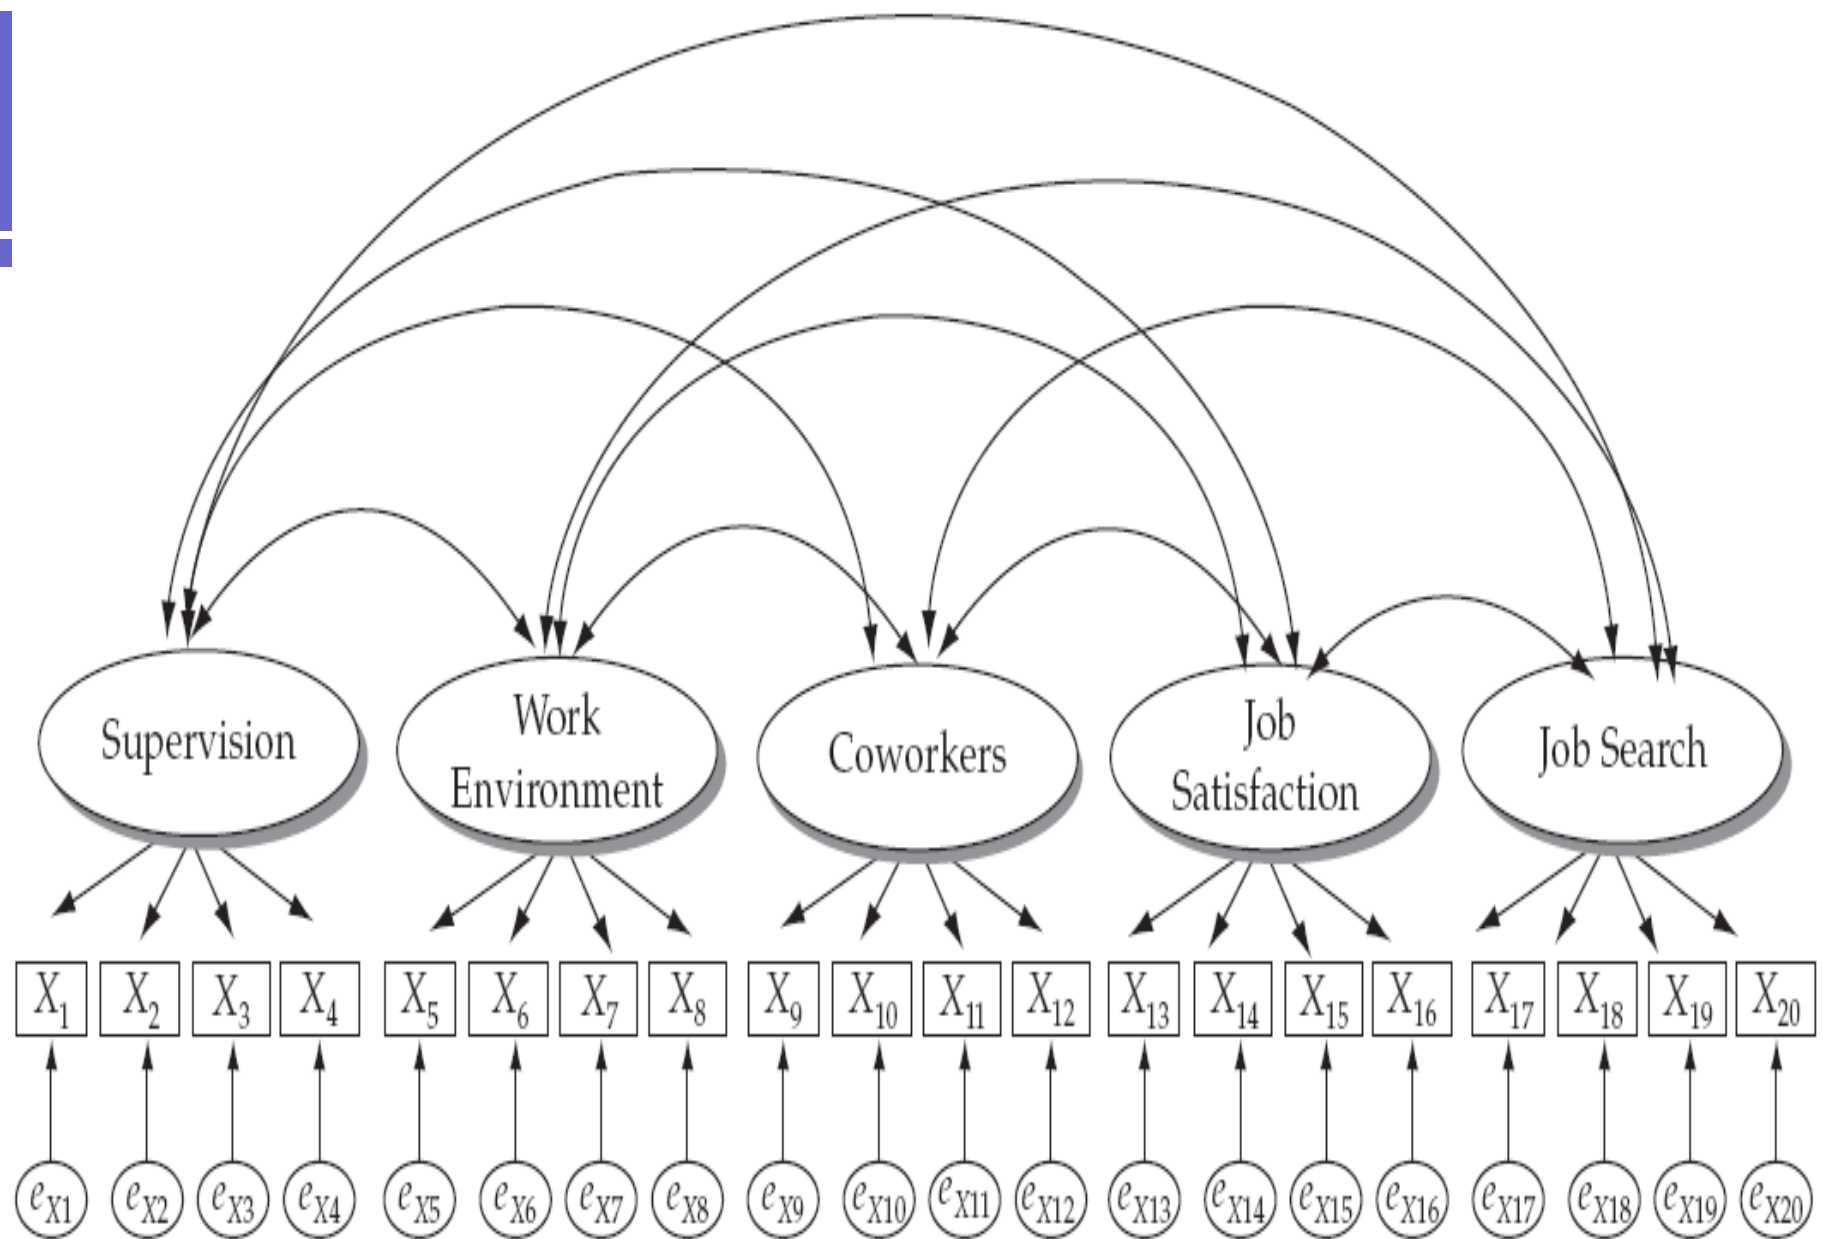 Supervision
Work
Environment
Coworkers
Job
Satisfaction
Job Search
X1 X2 X3 X4 X5 X6 X7 X8 X9 X10 X11 X12 X13 X14 X15 X16 X17 X18 X19 X20
eX1 eX2 eX3 eX4 eX5 eX6 eX7 eX8 eX9 eX10 eX11 eX12 eX13 eX14 eX15 eX16 eX17 eX18 eX19 eX20